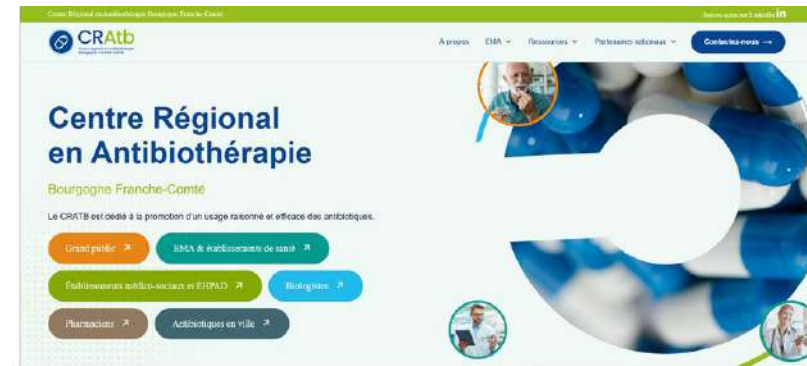 Centre Régional en Antibiothérapie Bourgogne Franche-Comté
Suivez-nous sur LinkedIn in
CRAtb
A propos EMA Ressources Partenaires nationaux Contactez-nous →
Centre Régional
en Antibiothérapie
Bourgogne Franche-Comté
Le CRATB est dédié à la promotion d'un usage raisonné et efficace des antibiotiques.
Grand public ↗ EMA & établissements de santé ↗
Établissements médico-sociaux et EHPAD ↗ Biologistes ↗
Pharmaciens ↗ Antibiotiques en ville ↗